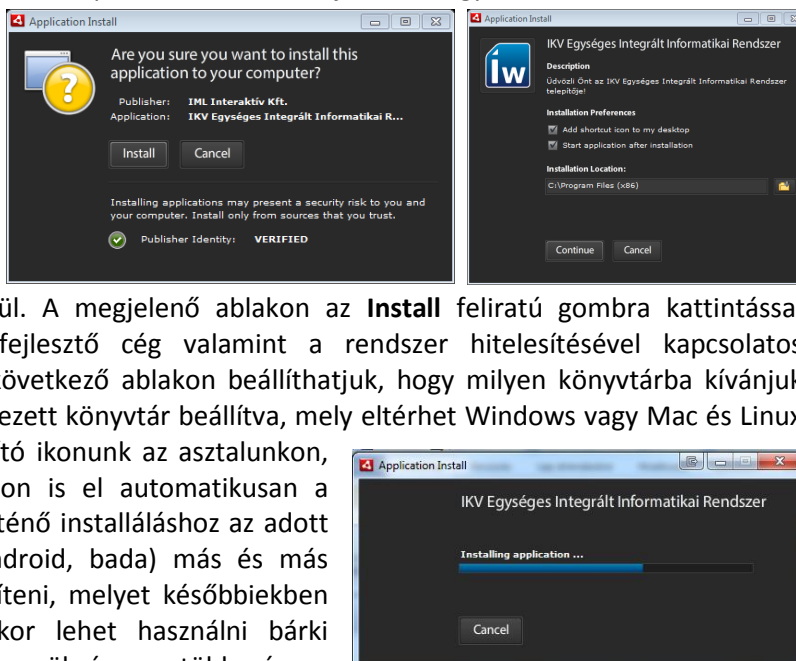 Application Install
Are you sure you want to install this
application to your computer?
Publisher: IML Interaktív Kft.
Application: IKV Egységes Integrált Informatikai R...
Install Cancel
Installing applications may present a security risk to you and
your computer. Install only from sources that you trust.
Publisher Identity: VERIFIED
Application Install
IKV Egységes Integrált Informatikai Rendszer
Description
Üdvözli Önt az IKV Egységes Integrált Informatikai Rendszer
telepítője!
Installation Preferences
Add shortcut icon to my desktop
Start application after installation
Installation Location:
C:\Program Files (x86)
Continue Cancel
iw
ül. A megjelenő ablakon az Install feliratú gombra kattintássa
fejlesztő cég valamint a rendszer hitelesítésével kapcsolatos
övetkező ablakon beállíthatjuk, hogy milyen könyvtárba kívánjuk
ezett könyvtár beállítva, mely eltérhet Windows vagy Mac és Linux
tó ikonunk az asztalunkon,
on is el automatikusan a
ténő installáláshoz az adott
ndroid, bada) más és más
íteni, melyet későbbiekben
kor lehet használni bárki
Application Install
IKV Egységes Integrált Informatikai Rendszer
Installing application ...
Cancel